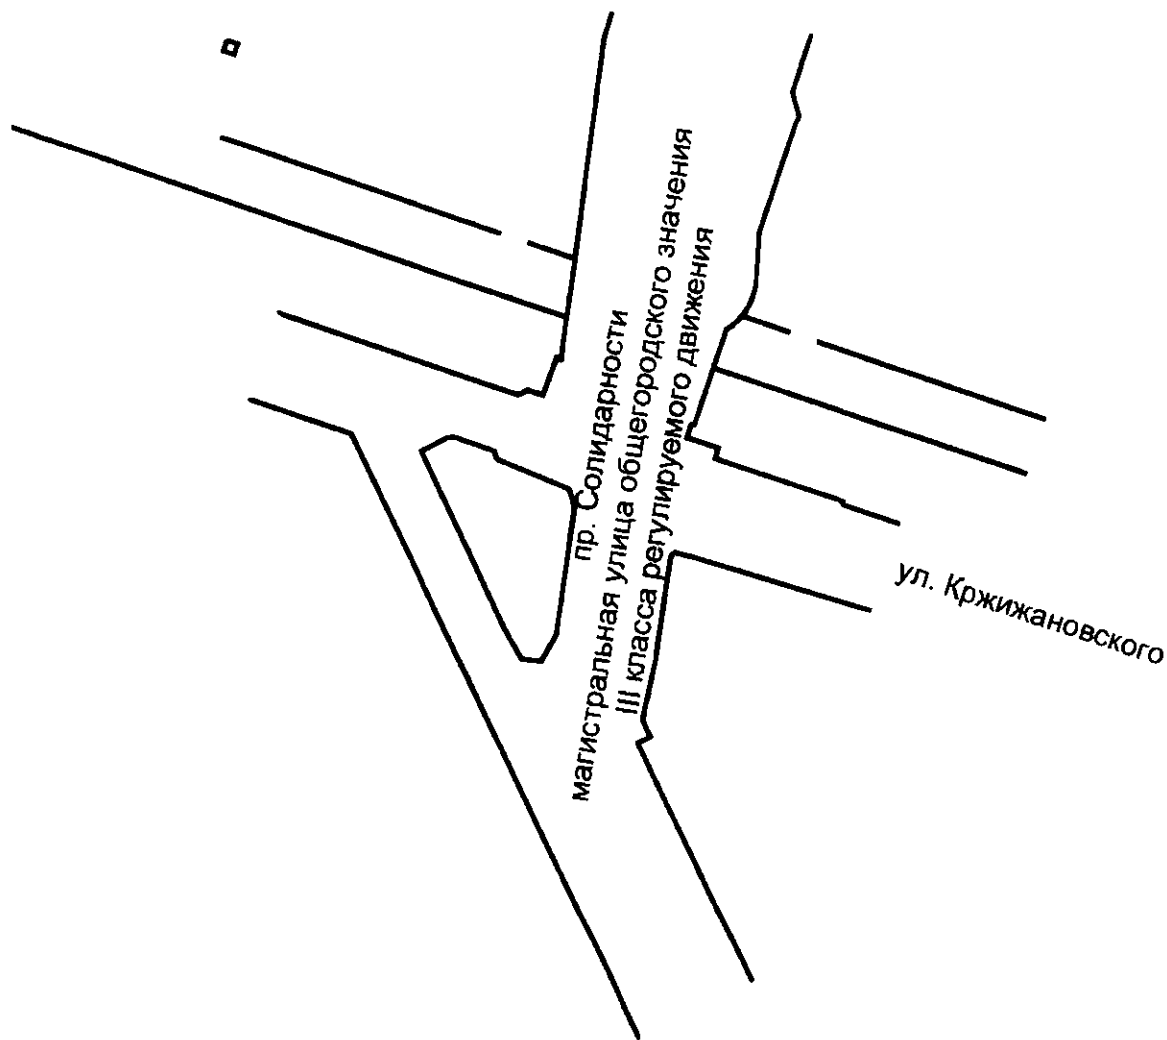 пр. Солидарности
магистральная улица общегородского значения
III класса регулируемого движения
ул. Кржижановского